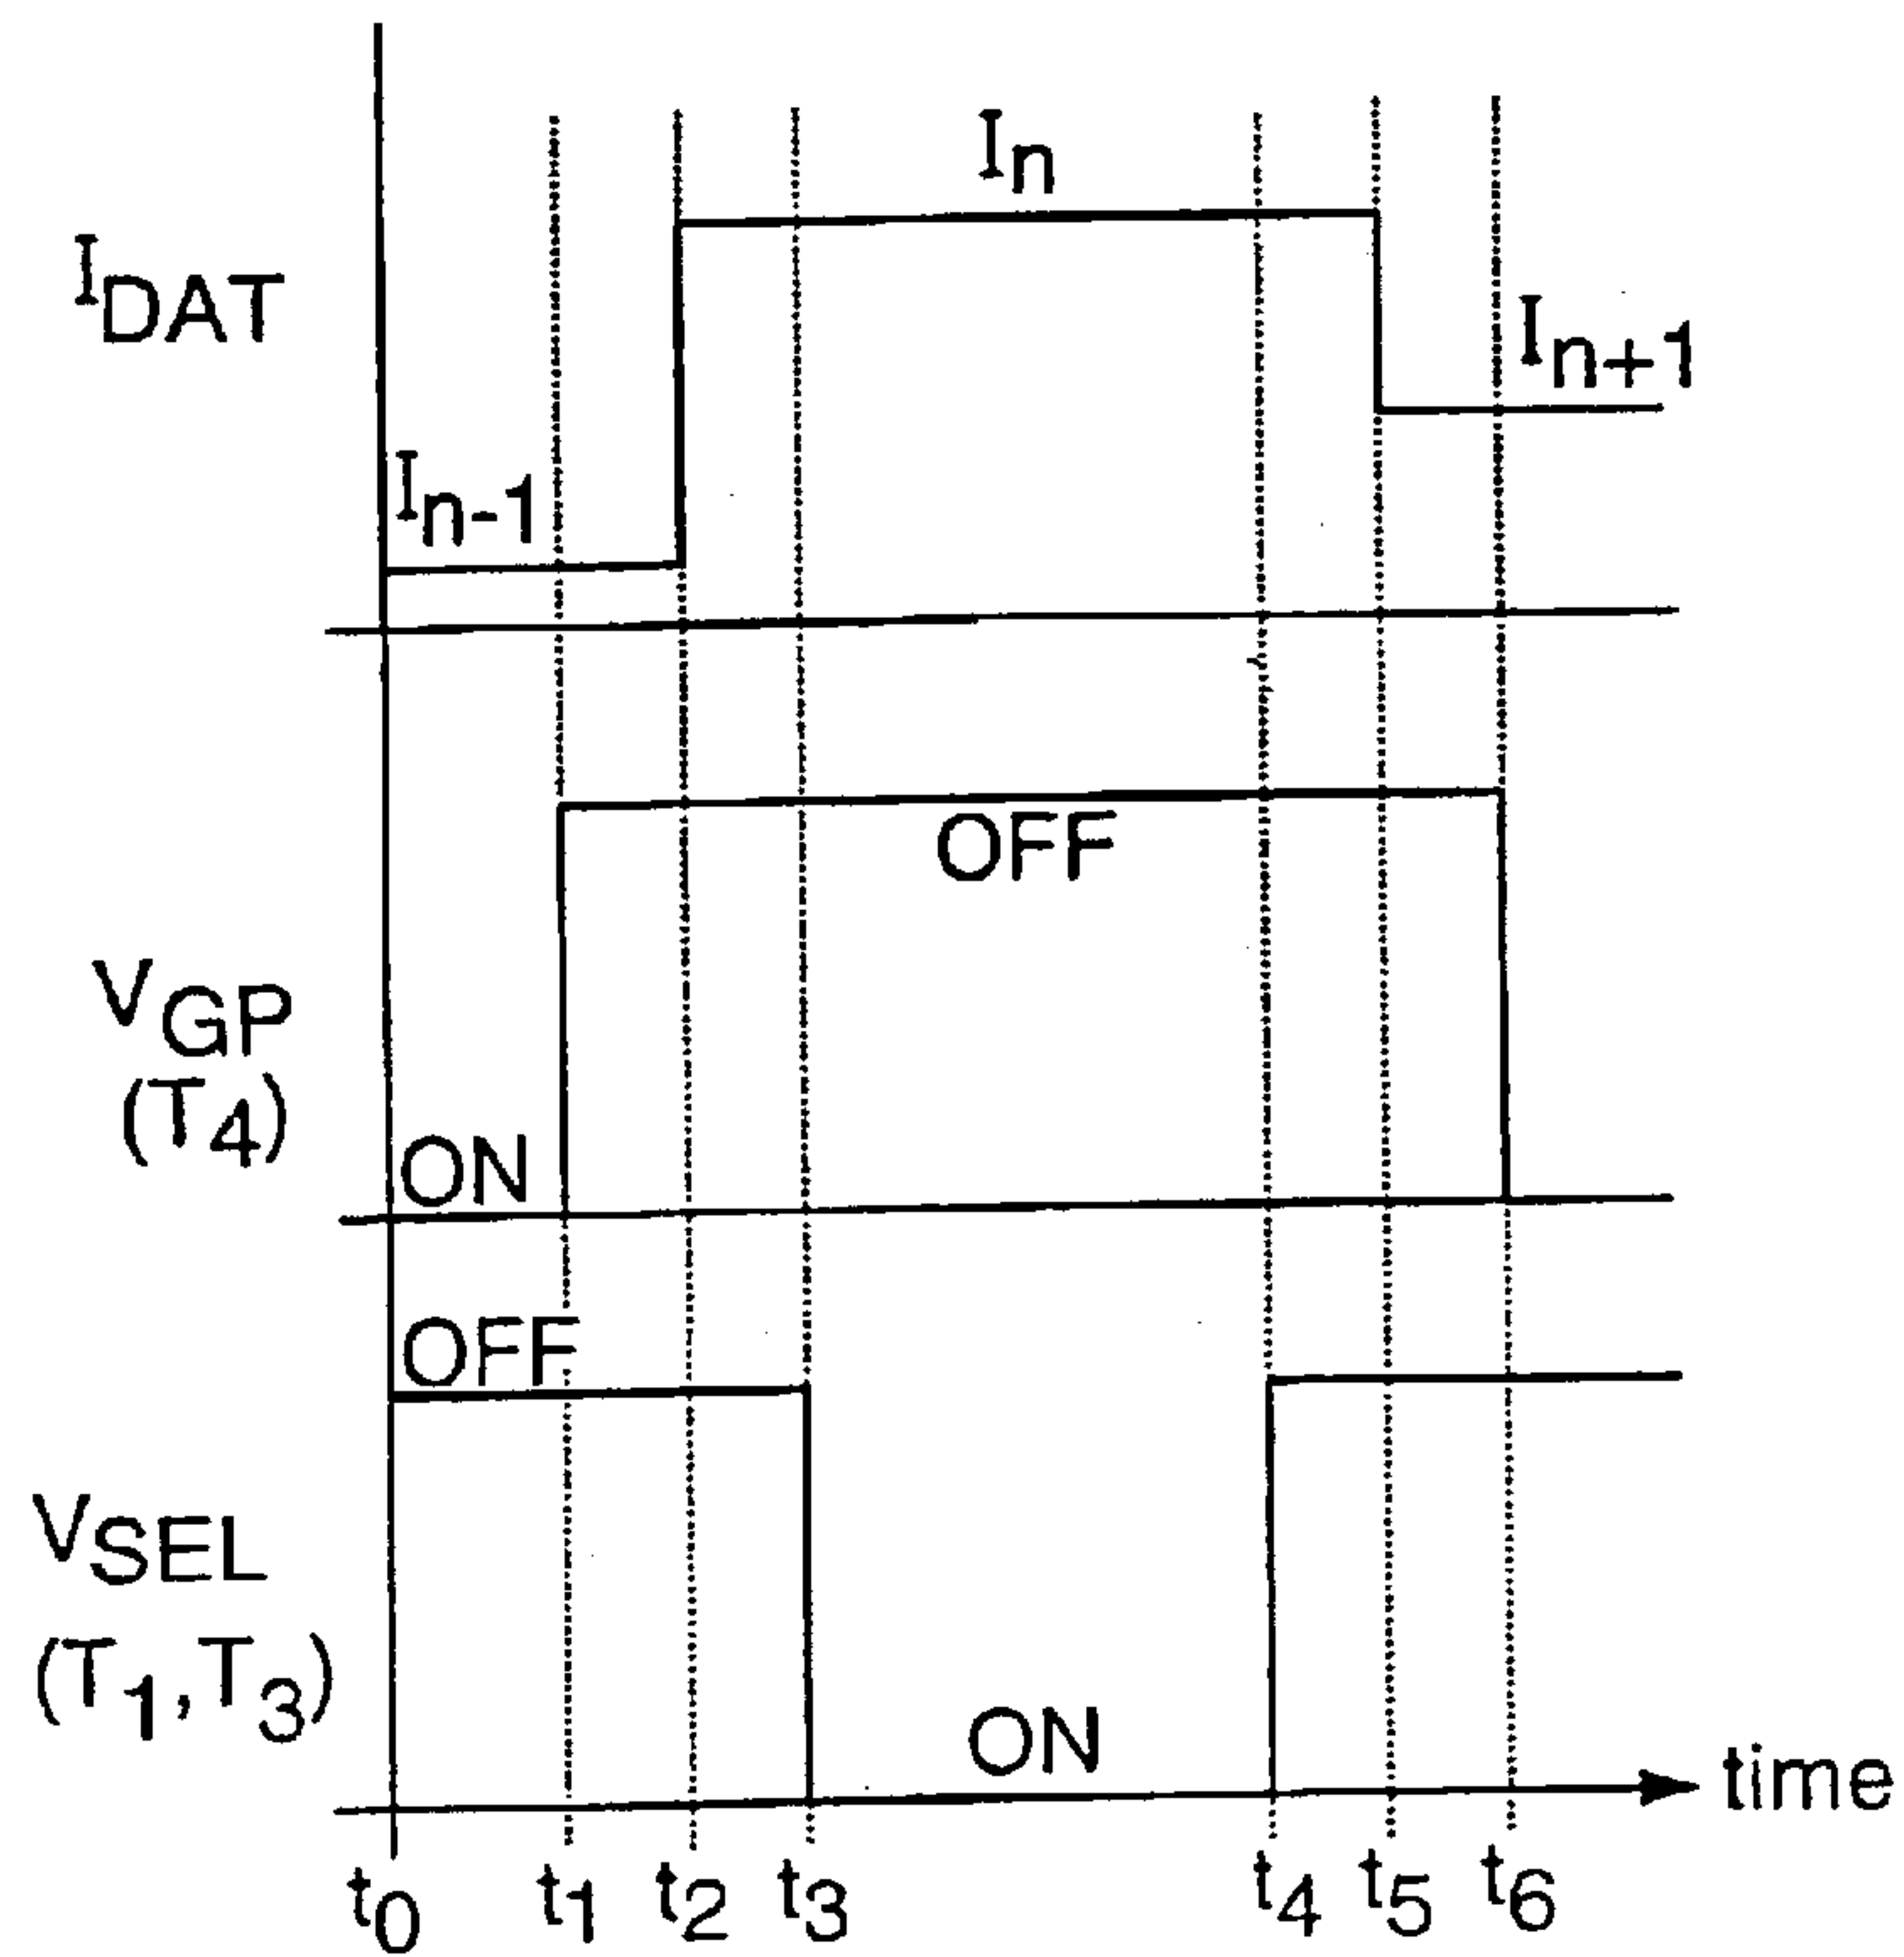 I_n
I_DAT
I_n+1
I_n-1
OFF
V_GP
(T_4)
ON
OFF
V_SEL
(T_1,T_3)
ON
time
t_0 t_1 t_2 t_3 t_4 t_5 t_6